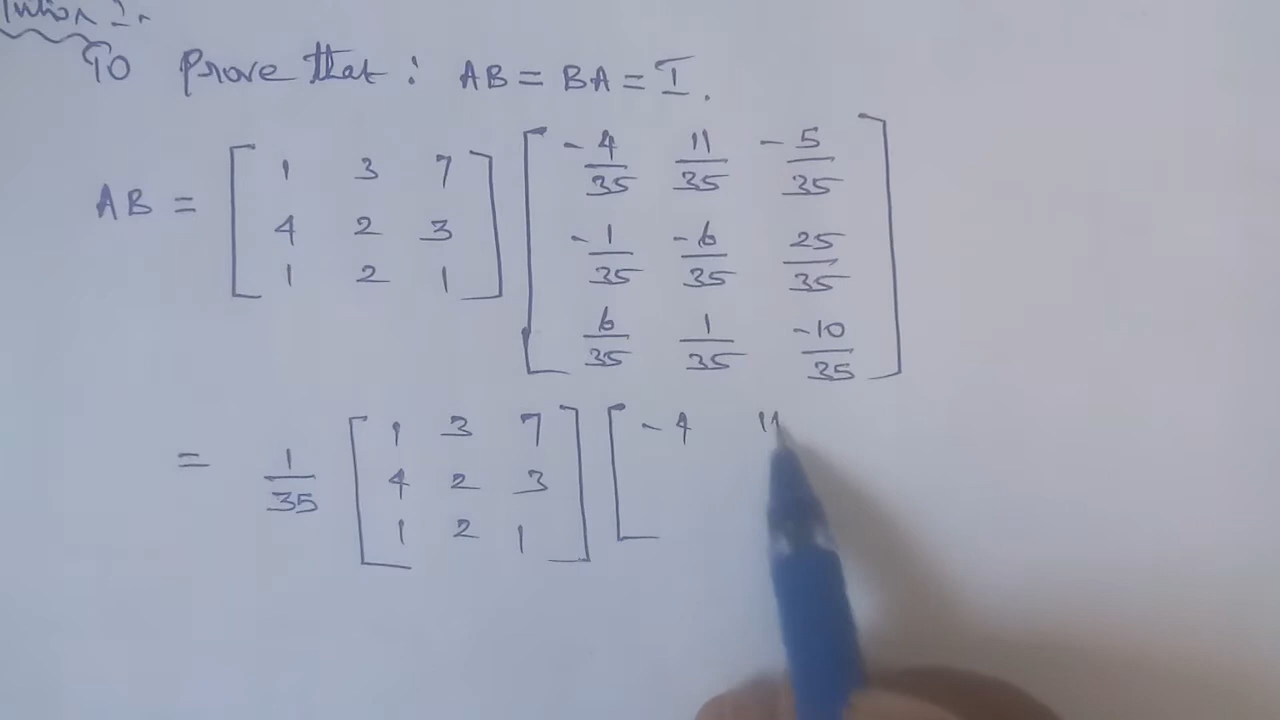 To prove that : AB = BA = I.
AB = [ 1 3 7 ] [ -4/35 11/35 -5/35 ]
[ 4 2 3 ] [ -1/35 -6/35 25/35 ]
[ 1 2 1 ] [ 6/35 1/35 -10/35 ]
= 1/35 [ 1 3 7 ] [ -4 11
[ 4 2 3 ]
[ 1 2 1 ]